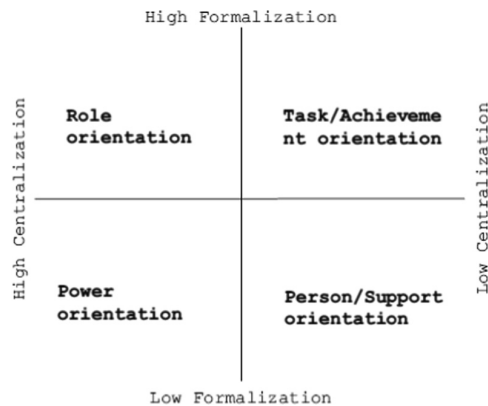 High Formalization
High Centralization
Role
orientation
Task/Achieveme
nt orientation
Low Centralization
Power
orientation
Person/Support
orientation
Low Formalization